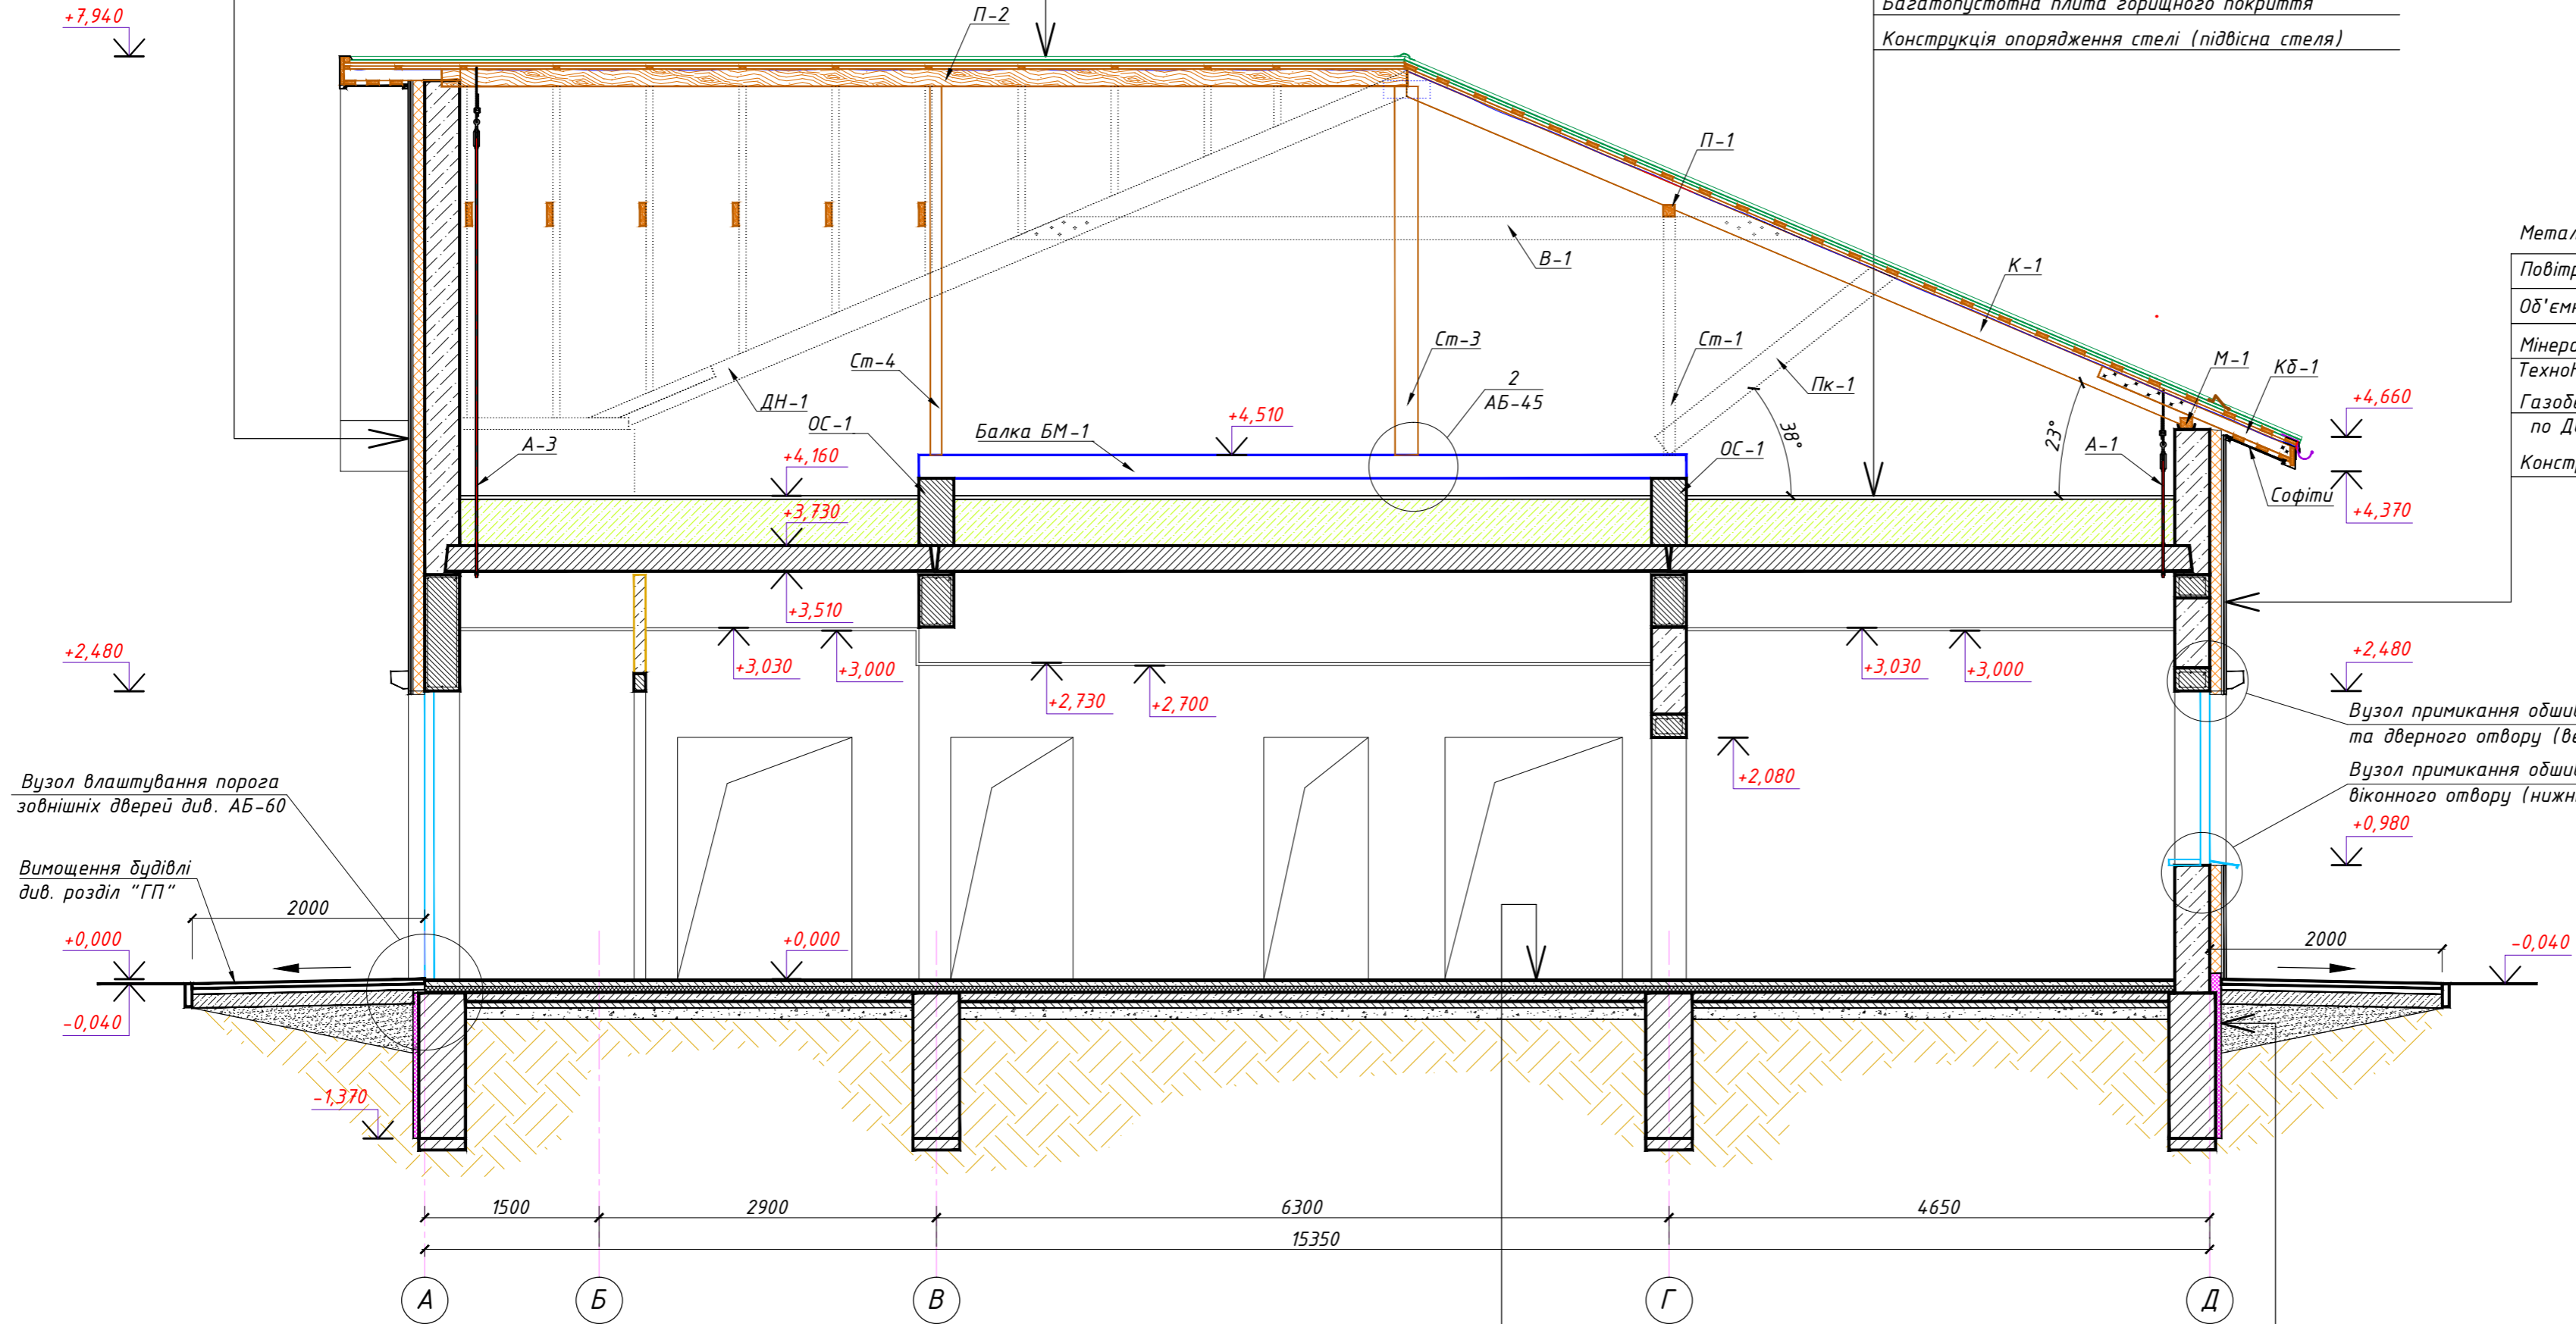 +7,940
П-2
Багатопустотна плита горищного покриття
Конструкція опорядження стелі (підвісна стеля)
П-1
В-1
К-1
Ст-4
ДН-1
ОС-1
А-3
Балка БМ-1
+4,510
+4,160
+3,730
+3,510
2
АБ-45
Ст-3
Ст-1
Пк-1
38°
ОС-1
23°
А-1
М-1
Кб-1
Софіти
+4,660
+4,370
по
+2,480
+3,030
+3,000
+2,730
+2,700
+3,030
+3,000
+2,080
+2,480
Вузол примикання
та дверного отвору
Вузол примикання
віконного отвору
+0,980
Вузол влаштування порога
зовнішніх дверей див. АБ-60
Вимощення будівлі
див. розділ "ГП"
2000
+0,000
-0,040
+0,000
2000
-0,040
-1,370
1500
2900
6300
4650
15350
А
Б
В
Г
Д